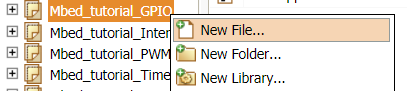 Mbed_tutorial_GPIO
Mbed_tutorial_Inter
Mbed_tutorial_PWM
Mbed_tutorial_Time
New File...
New Folder...
New Library...